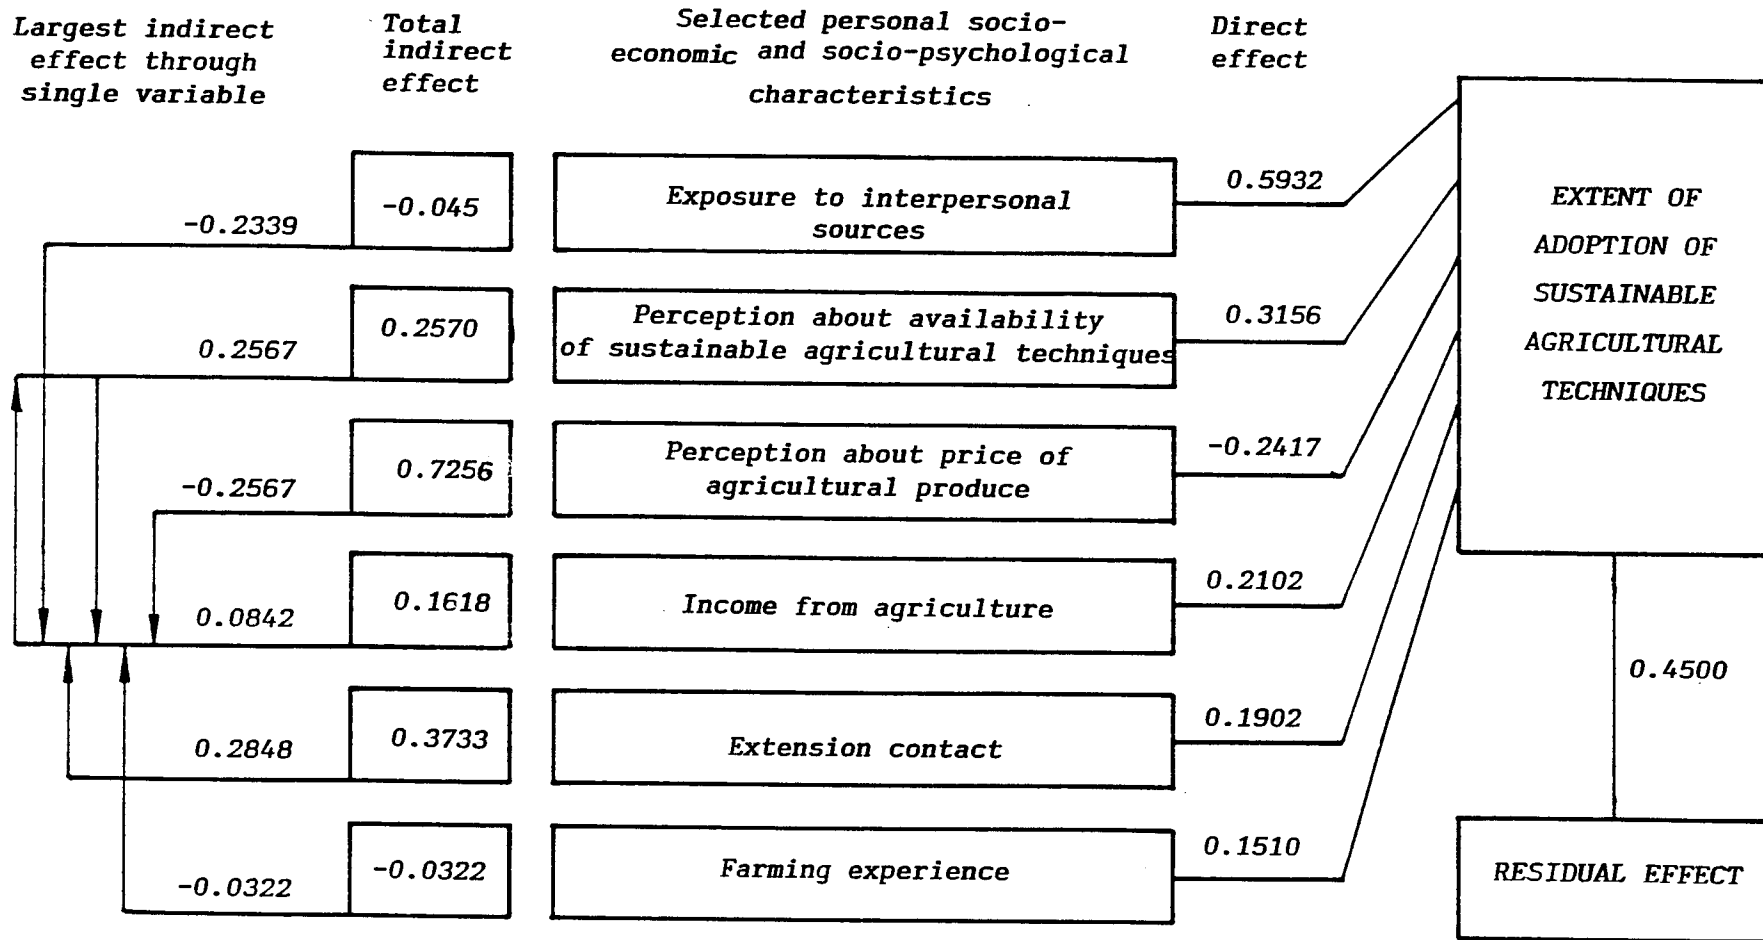 Largest indirect
effect through
single variable
Total
indirect
effect
Selected personal socio-
economic and socio-psychological
characteristics
Direct
effect
-0.2339
-0.045
Exposure to interpersonal
sources
0.5932
0.2567
0.2570
Perception about availability
of sustainable agricultural techniques
0.3156
-0.2567
0.7256
Perception about price of
agricultural produce
-0.2417
0.0842
0.1618
Income from agriculture
0.2102
0.2848
0.3733
Extension contact
0.1902
-0.0322
-0.0322
Farming experience
0.1510
EXTENT OF
ADOPTION OF
SUSTAINABLE
AGRICULTURAL
TECHNIQUES
0.4500
RESIDUAL EFFECT